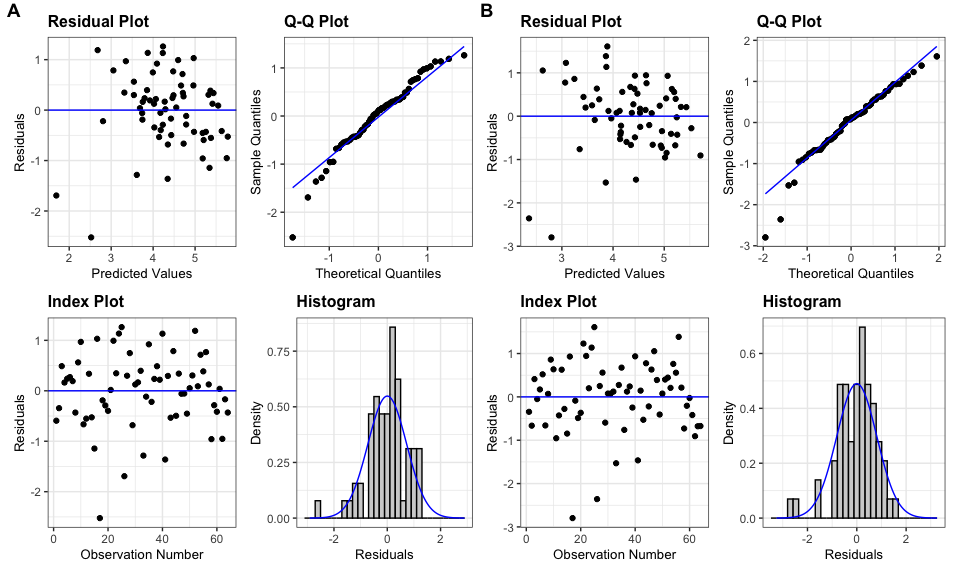 A
Residual Plot
Residuals
1
0
-1
-2
2
3
4
5
Predicted Values
Q-Q Plot
Sample Quantiles
1
0
-1
-2
-1
0
1
Theoretical Quantiles
B
Residual Plot
Residuals
1
0
-1
-2
-3
3
4
5
Predicted Values
Q-Q Plot
Sample Quantiles
2
1
0
-1
-2
-3
-2
-1
0
1
2
Theoretical Quantiles
Index Plot
Residuals
1
0
-1
-2
0
20
40
60
Observation Number
Histogram
Density
0.75
0.50
0.25
0.00
-2
0
2
Residuals
Index Plot
Residuals
1
0
-1
-2
-3
0
20
40
60
Observation Number
Histogram
Density
0.6
0.4
0.2
0.0
-2
0
2
Residuals